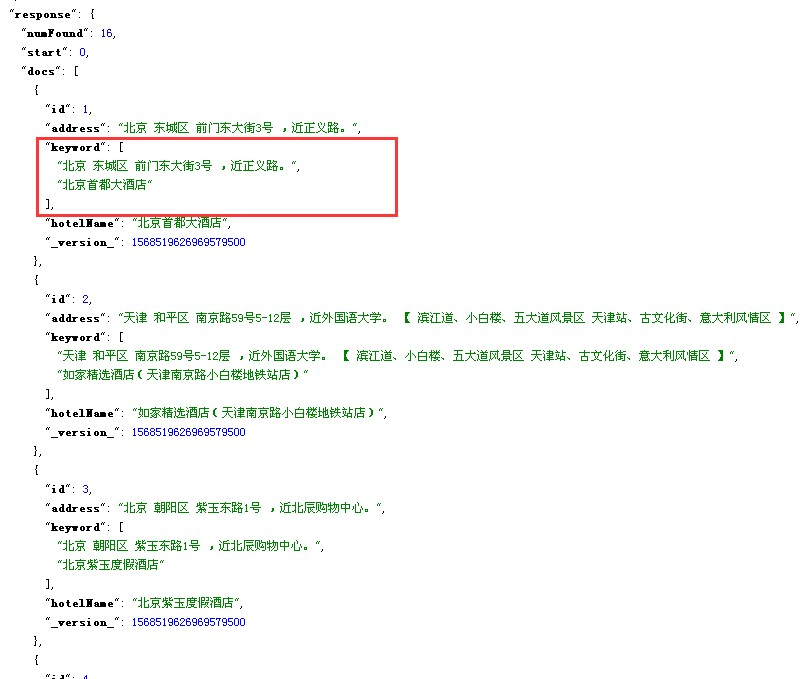 "response": {
"numFound": 16,
"start": 0,
"docs": [
{
"id": 1,
"address": "北京 东城区 前门东大街3号 ，近正义路。",
"keyword": [
"北京 东城区 前门东大街3号 ，近正义路。",
"北京首都大酒店"
],
"hotelName": "北京首都大酒店",
"_version_": 1568519626969579500
},
{
"id": 2,
"address": "天津 和平区 南京路59号5-12层 ，近外国语大学。 【 滨江道、小白楼、五大道风景区 天津站、古文化街、意大利风情区 】",
"keyword": [
"天津 和平区 南京路59号5-12层 ，近外国语大学。 【 滨江道、小白楼、五大道风景区 天津站、古文化街、意大利风情区 】",
"如家精选酒店（天津南京路小白楼地铁站店）"
],
"hotelName": "如家精选酒店（天津南京路小白楼地铁站店）",
"_version_": 1568519626969579500
},
{
"id": 3,
"address": "北京 朝阳区 紫玉东路1号 ，近北辰购物中心。",
"keyword": [
"北京 朝阳区 紫玉东路1号 ，近北辰购物中心。",
"北京紫玉度假酒店"
],
"hotelName": "北京紫玉度假酒店",
"_version_": 1568519626969579500
},
{
"id": 4